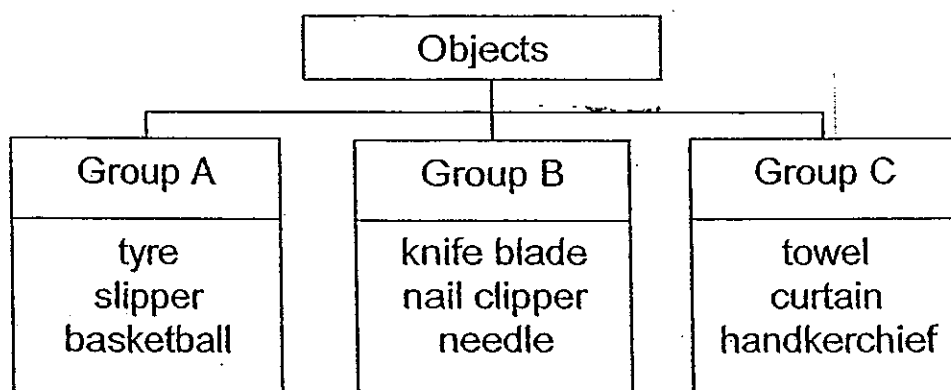 Objects
Group A
tyre
slipper
basketball
Group B
knife blade
nail clipper
needle
Group C
towel
curtain
handkerchief